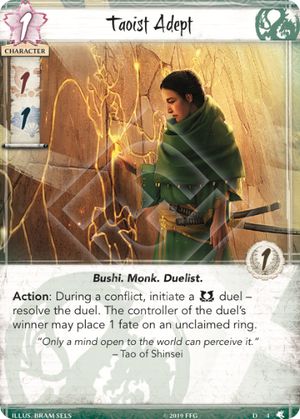 1
Taoist Adept
CHARACTER
1
1
1
Bushi. Monk. Duelist.
Action: During a conflict, initiate a duel –
resolve the duel. The controller of the duel's
winner may place 1 fate on an unclaimed ring.
"Only a mind open to the world can perceive it."
– Tao of Shinsei
ILLUS. BRAM SELS
©2019 FFG
D 4